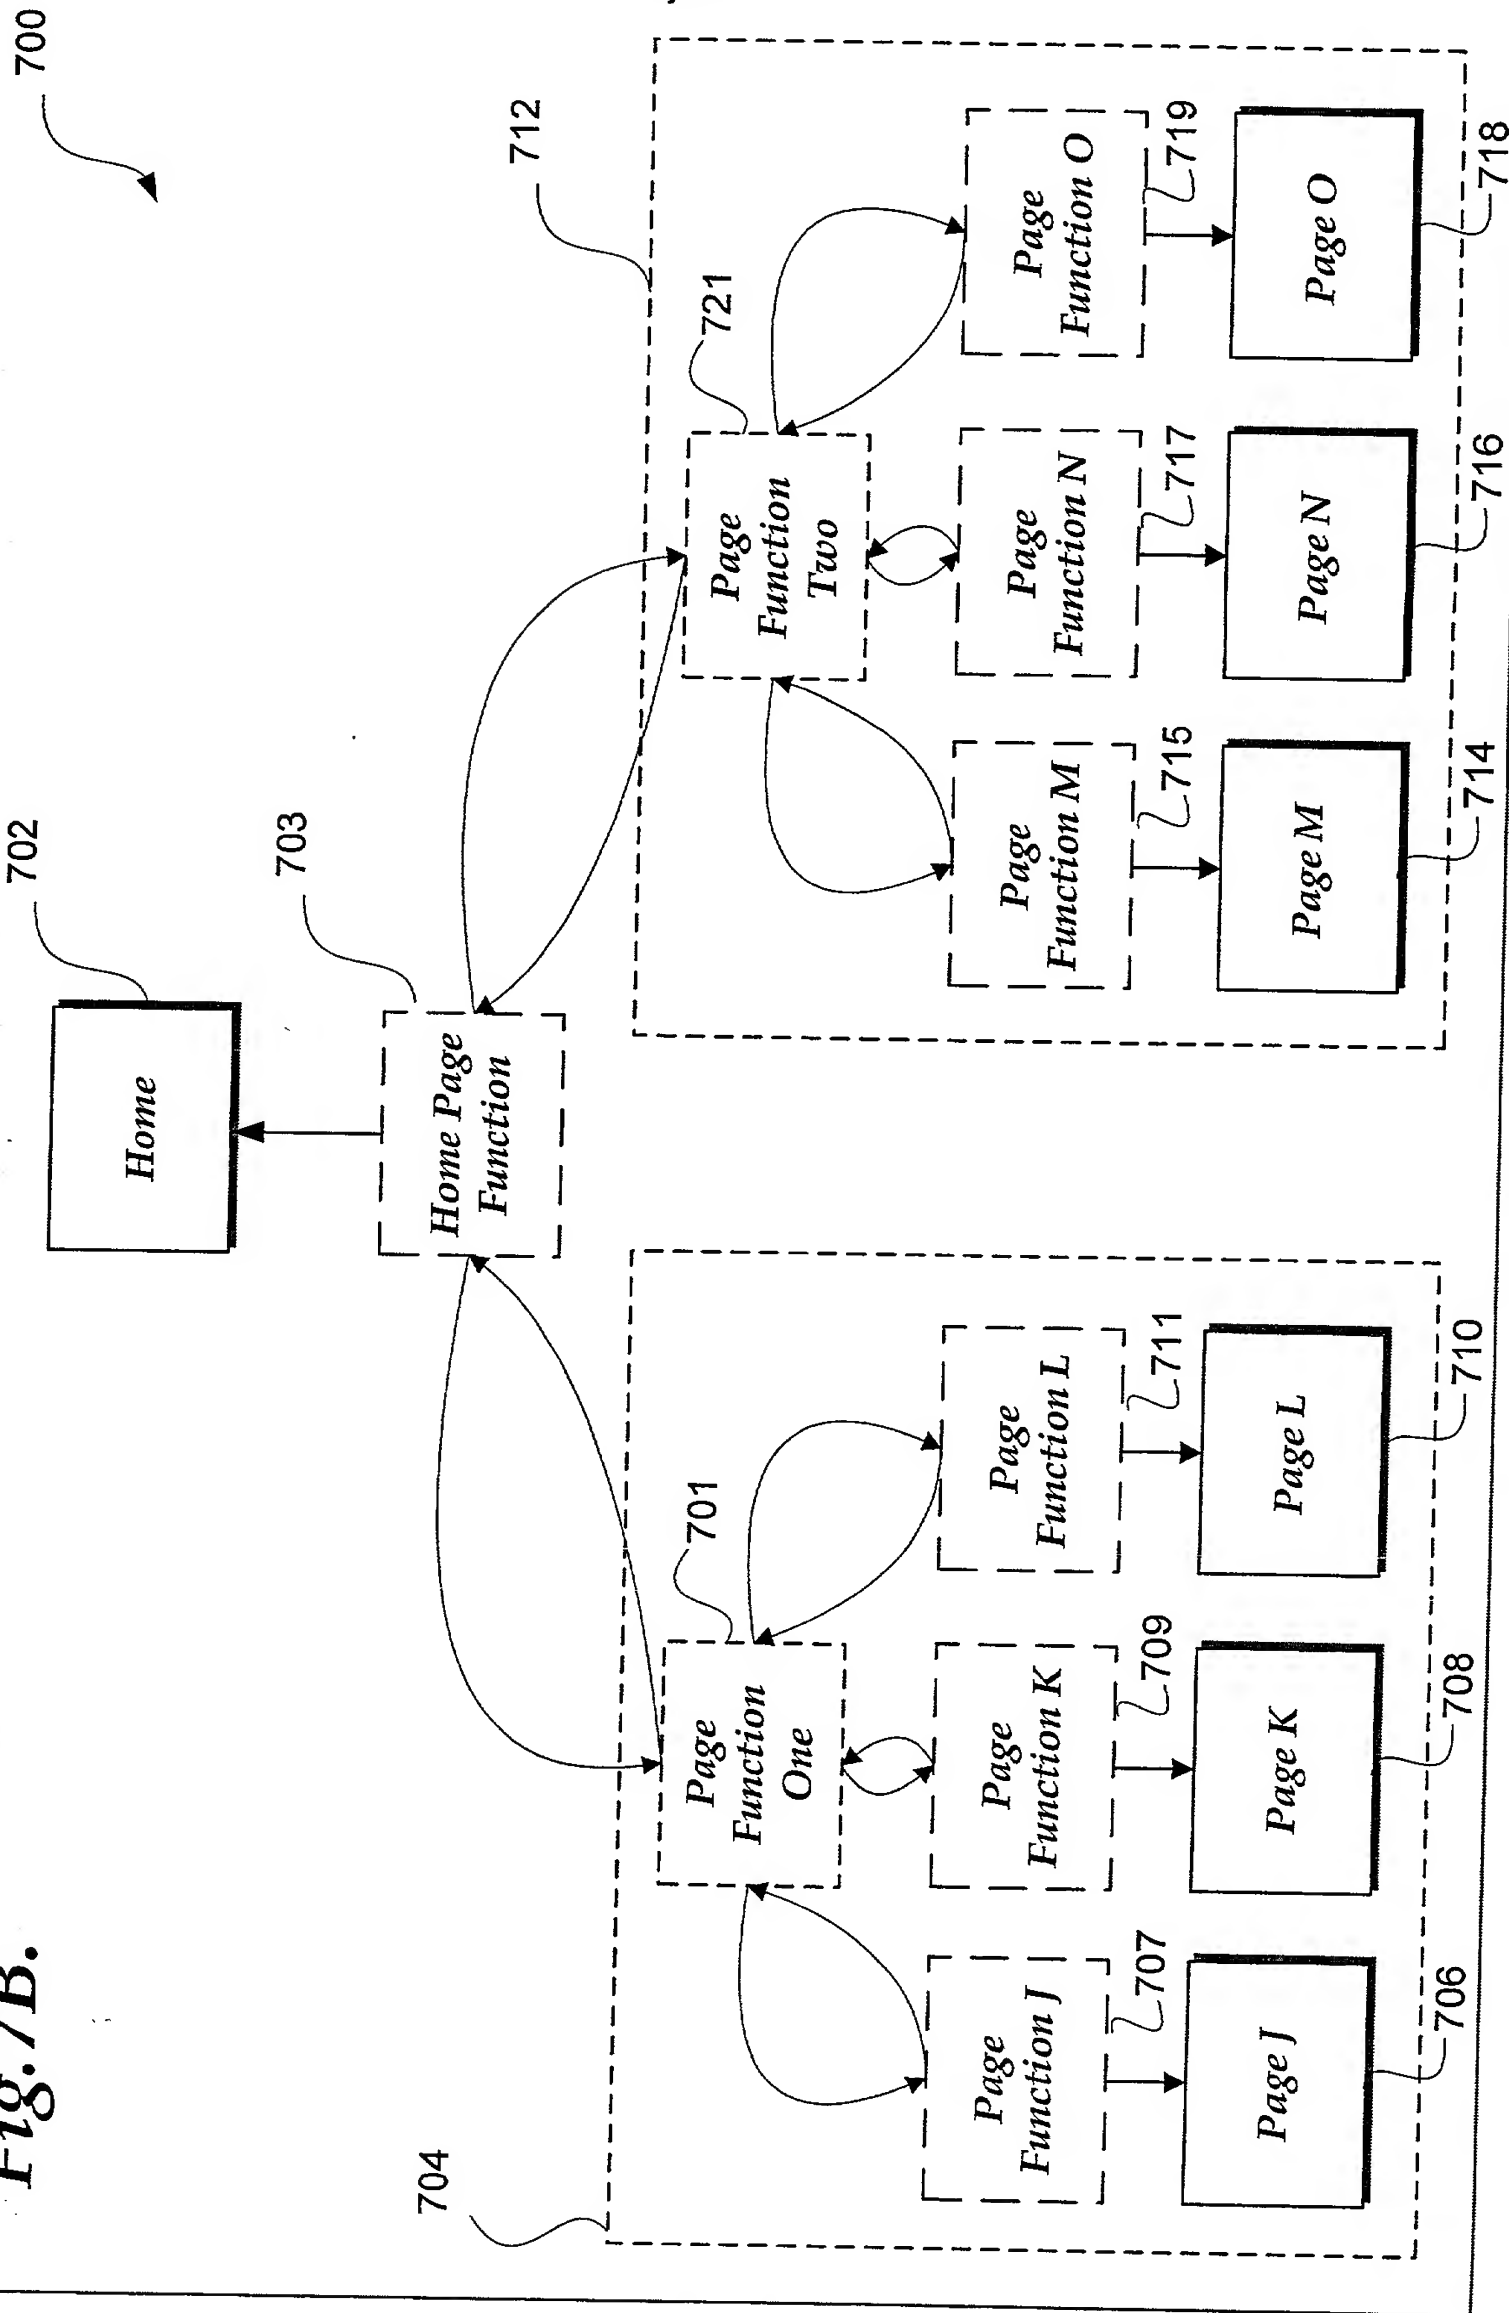 Fig.7B.
700
702
Home
703
Home Page
Function
704
712
701
Page
Function
One
721
Page
Function
Two
Page
Function J
Page
Function K
Page
Function L
Page
Function M
Page
Function N
Page
Function O
707
709
711
715
717
719
Page J
Page K
Page L
Page M
Page N
Page O
706
708
710
714
716
718